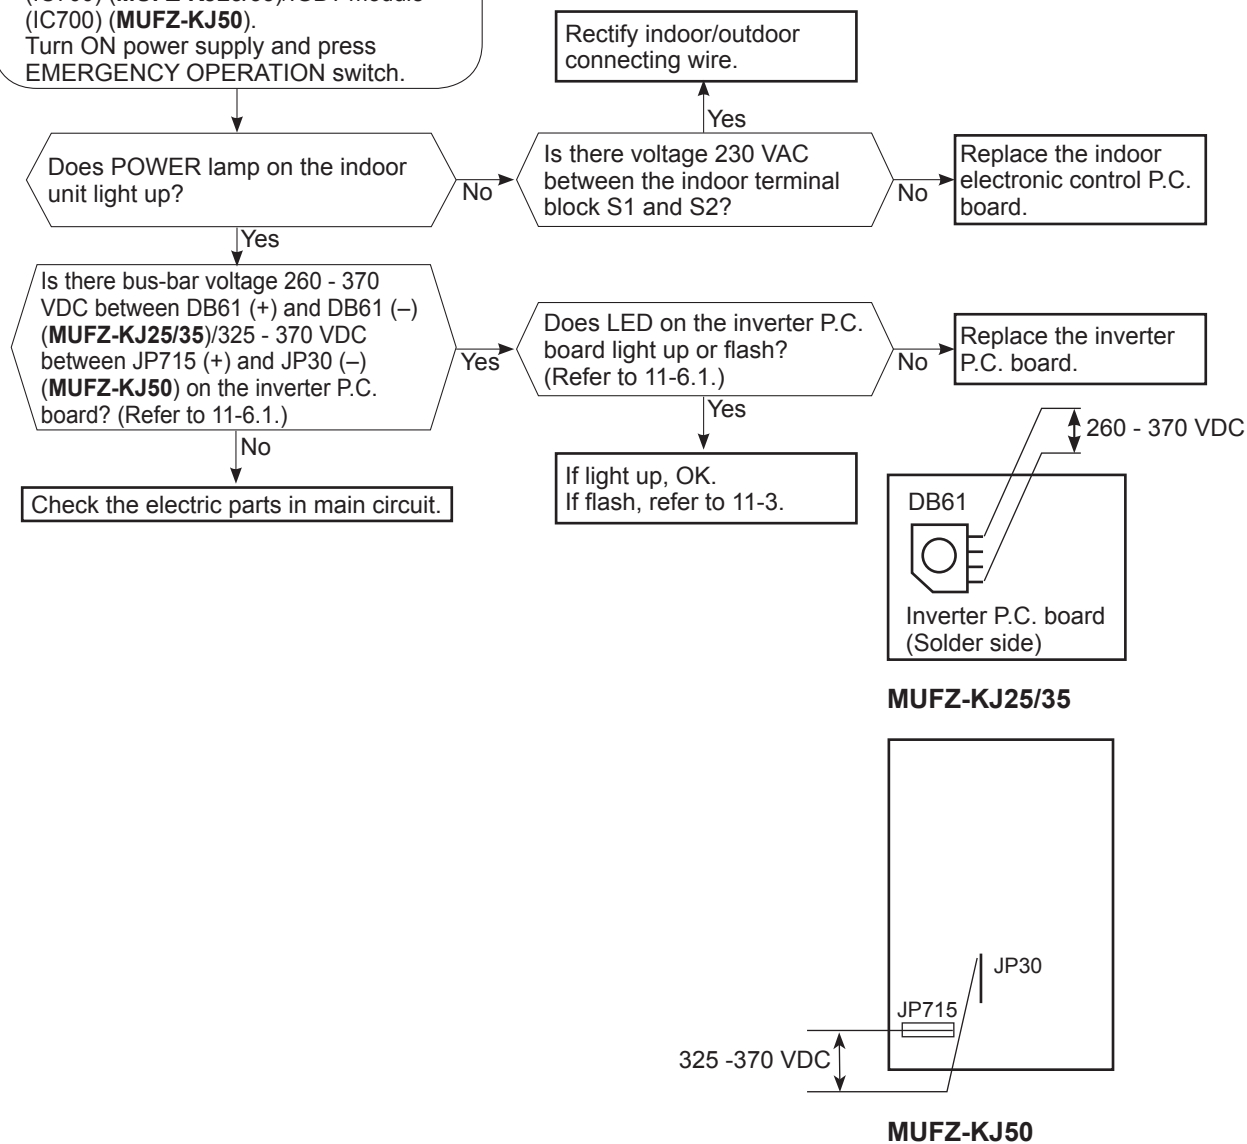 (IC700) (MUFZ-KJ50).
Turn ON power supply and press
EMERGENCY OPERATION switch.
Rectify indoor/outdoor
connecting wire.
Yes
Does POWER lamp on the indoor
unit light up?
No
Is there voltage 230 VAC
between the indoor terminal
block S1 and S2?
No
Replace the indoor
electronic control P.C.
board.
Yes
Is there bus-bar voltage 260 - 370
VDC between DB61 (+) and DB61 (–)
(MUFZ-KJ25/35)/325 - 370 VDC
between JP715 (+) and JP30 (–)
(MUFZ-KJ50) on the inverter P.C.
board? (Refer to 11-6.1.)
Yes
Does LED on the inverter P.C.
board light up or flash?
(Refer to 11-6.1.)
No
Replace the inverter
P.C. board.
Yes
No
Check the electric parts in main circuit.
If light up, OK.
If flash, refer to 11-3.
260 - 370 VDC
DB61
Inverter P.C. board
(Solder side)
MUFZ-KJ25/35
JP30
JP715
325 -370 VDC
MUFZ-KJ50